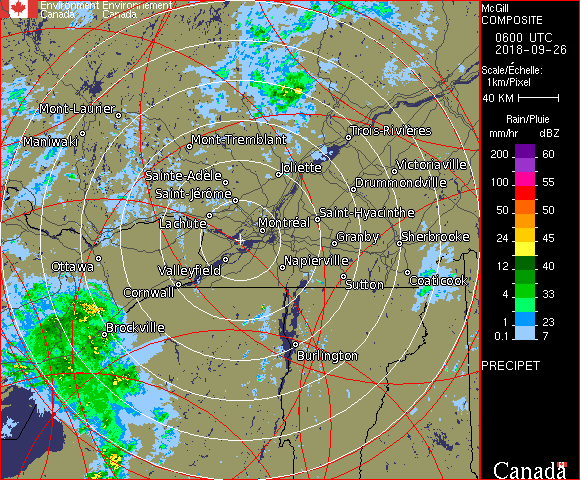 Environment Environnement
Canada Canada
McGill
COMPOSITE
0600 UTC
2018-09-26
Scale/Échelle:
1km/Pixel
40 KM
Rain/Pluie
mm/hr dBZ
200 60
100 55
50 50
24 45
12 40
4 33
1 23
0.1 7
PRECIPET
Canada
Mont-Laurier
Maniwaki
Mont-Tremblant
Trois-Rivières
Joliette
Victoriaville
Sainte-Adèle
Drummondville
Saint-Jérôme
Saint-Hyacinthe
Lachute
Montréal
Granby
Sherbrooke
Ottawa
Valleyfield
Napierville
Sutton
Coaticook
Cornwall
Brockville
Burlington